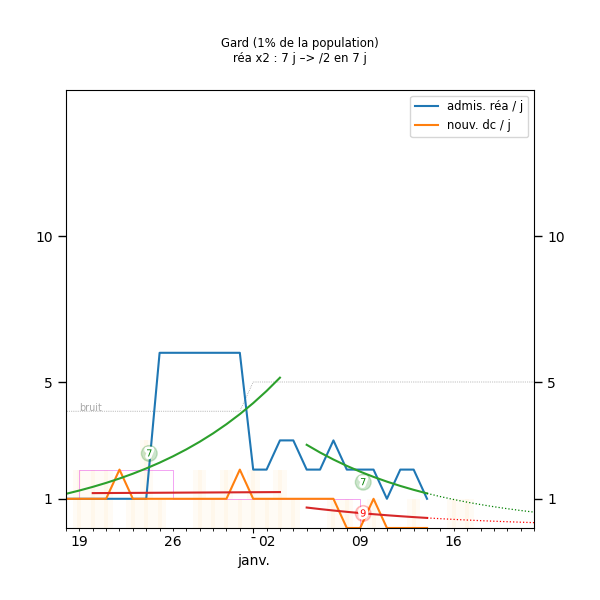 Gard (1% de la population)
réa x2 : 7 j –> /2 en 7 j
admis. réa / j
nouv. dc / j
10
10
5
5
bruit
7
7
9
1
1
19
26
02
09
16
janv.